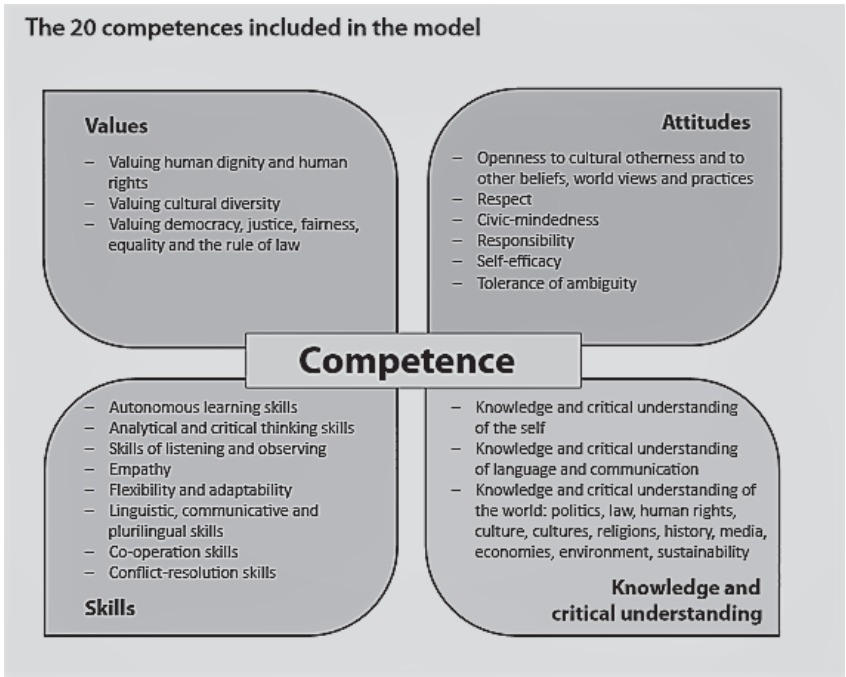 The 20 competences included in the model
Values
– Valuing human dignity and human
rights
– Valuing cultural diversity
– Valuing democracy, justice, fairness,
equality and the rule of law
Attitudes
– Openness to cultural otherness and to
other beliefs, world views and practices
– Respect
– Civic-mindedness
– Responsibility
– Self-efficacy
– Tolerance of ambiguity
Competence
– Autonomous learning skills
– Analytical and critical thinking skills
– Skills of listening and observing
– Empathy
– Flexibility and adaptability
– Linguistic, communicative and
plurilingual skills
– Co-operation skills
– Conflict-resolution skills
Skills
– Knowledge and critical understanding
of the self
– Knowledge and critical understanding
of language and communication
– Knowledge and critical understanding of
the world: politics, law, human rights,
culture, cultures, religions, history, media,
economies, environment, sustainability
Knowledge and
critical understanding